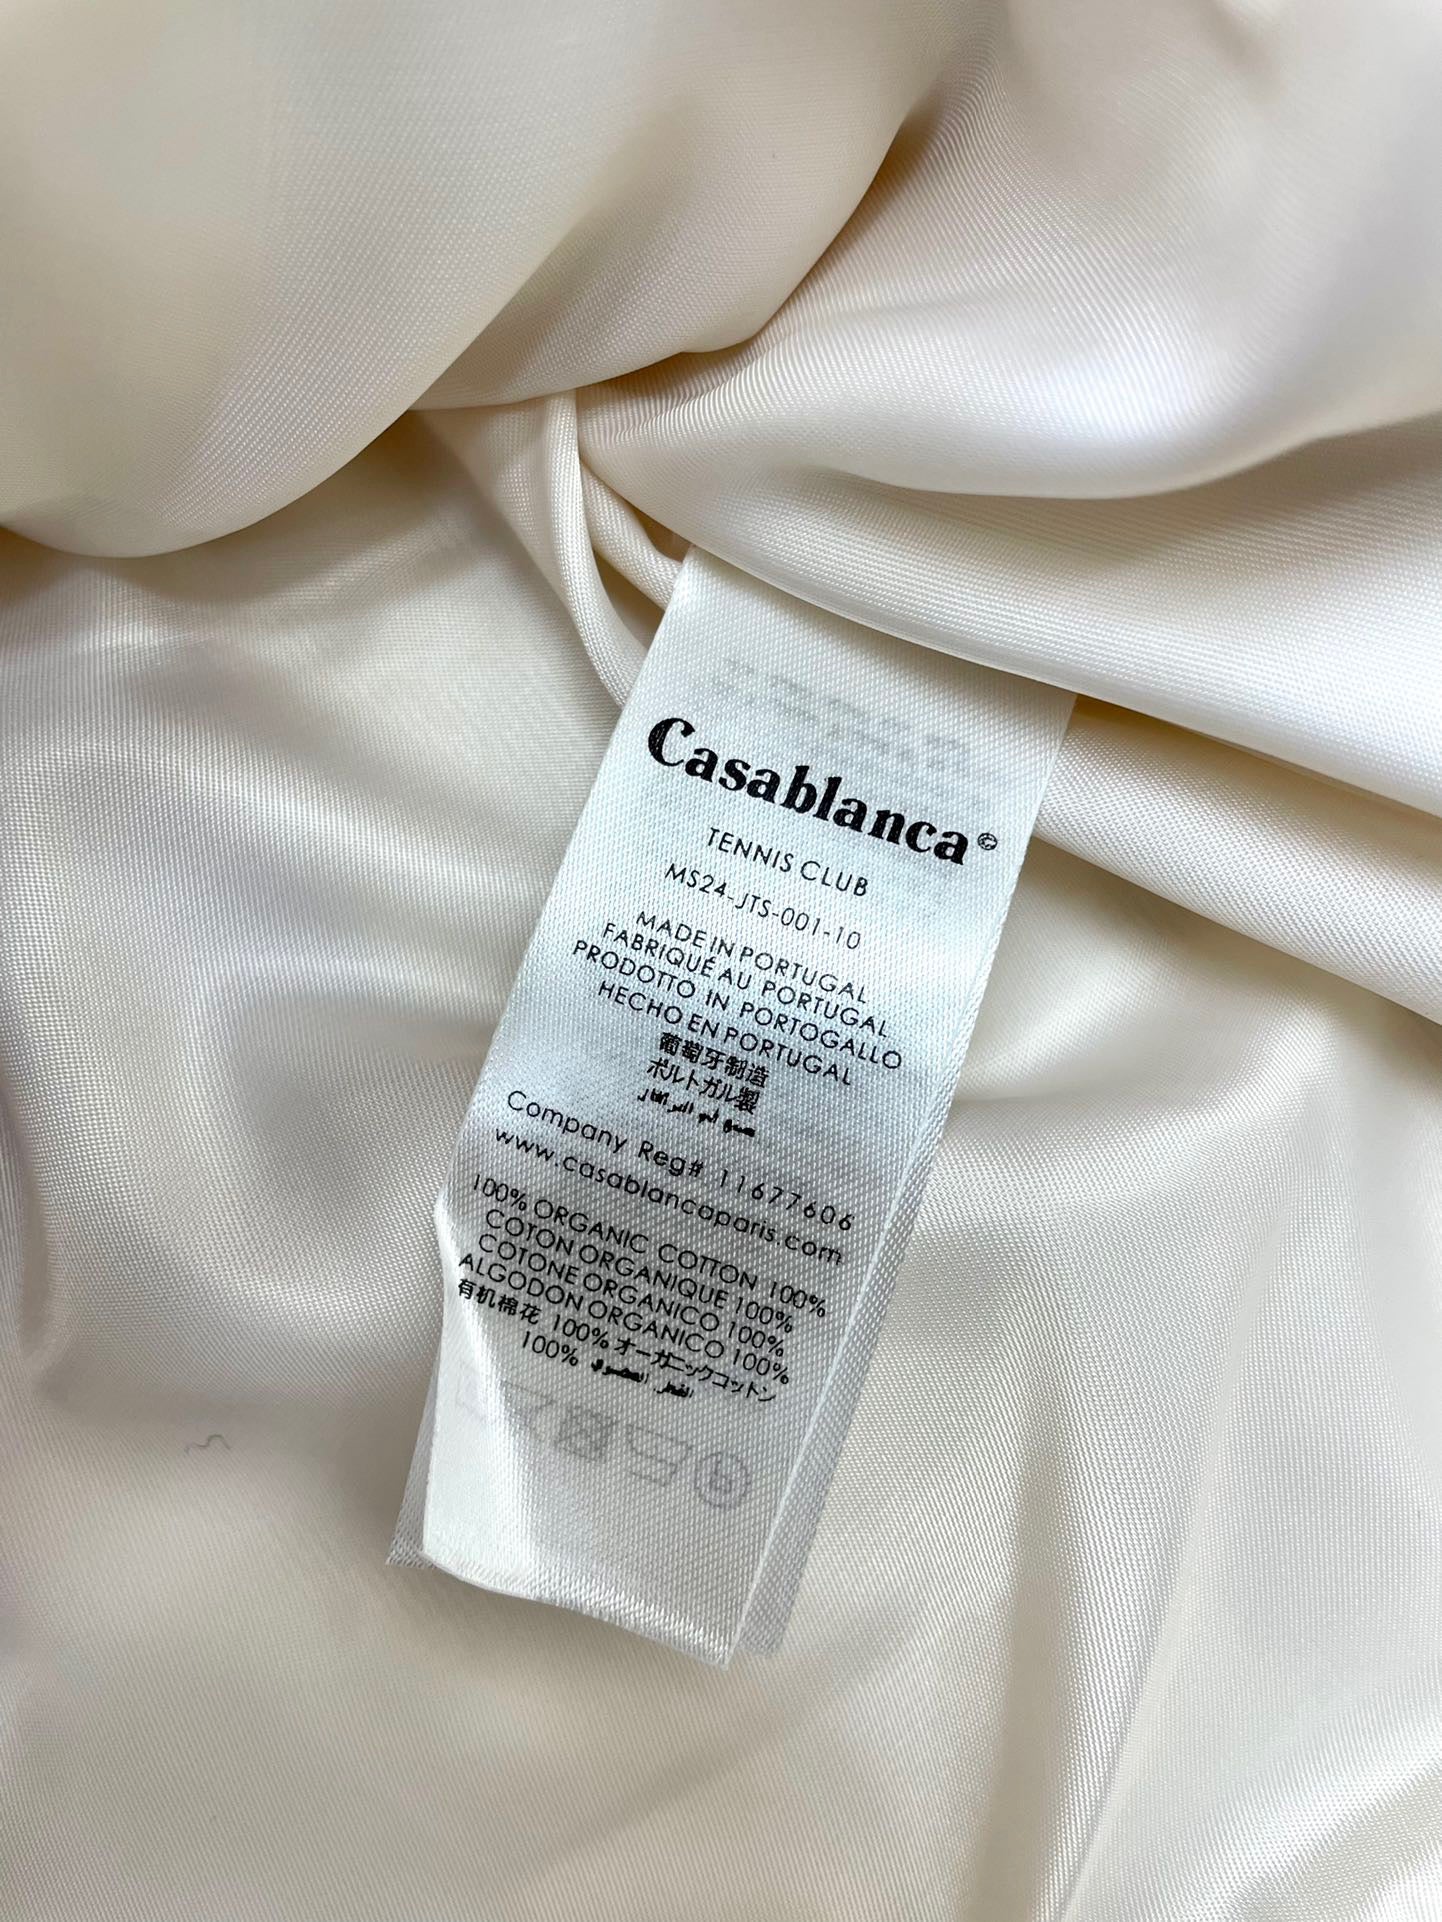 Casablanca©
TENNIS CLUB
MS24-JTS-001-10
MADE IN PORTUGAL
FABRIQUÉ AU PORTUGAL
PRODOTTO IN PORTOGALLO
HECHO EN PORTUGAL
葡萄牙制造
ポルトガル製
Company Reg# 11677606
www.casablancaparis.com
100% ORGANIC COTTON 100%
COTON ORGANIQUE 100%
COTONE ORGANICO 100%
ALGODON ORGANICO 100%
有机棉花 100% オーガニックコットン
100%